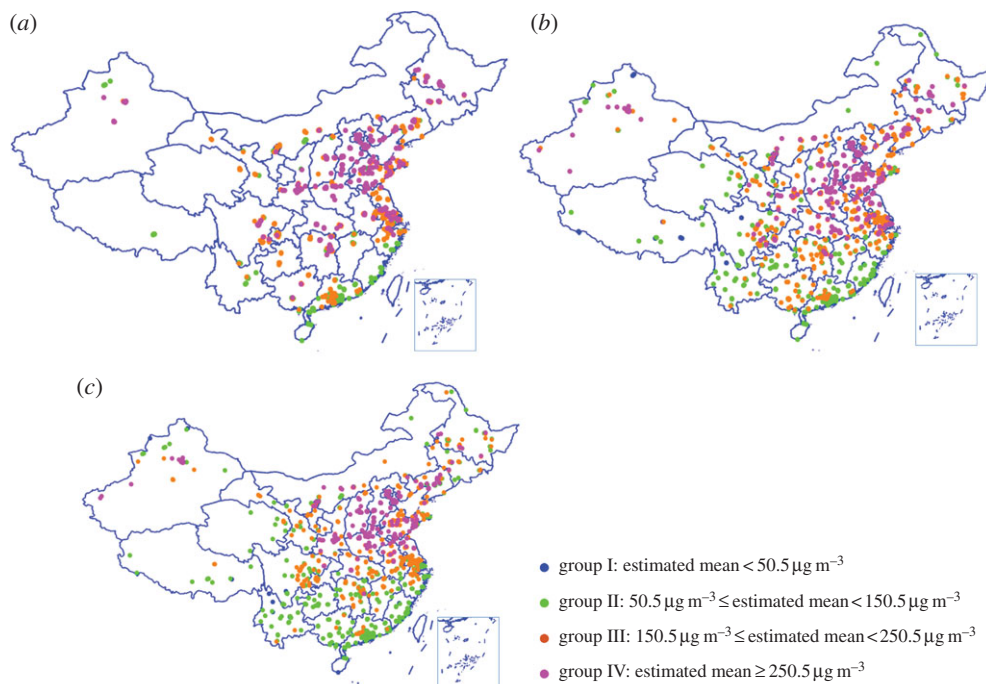 (a)
(b)
(c)
group I: estimated mean < 50.5 µg m⁻³
group II: 50.5 µg m⁻³ ≤ estimated mean < 150.5 µg m⁻³
group III: 150.5 µg m⁻³ ≤ estimated mean < 250.5 µg m⁻³
group IV: estimated mean ≥ 250.5 µg m⁻³